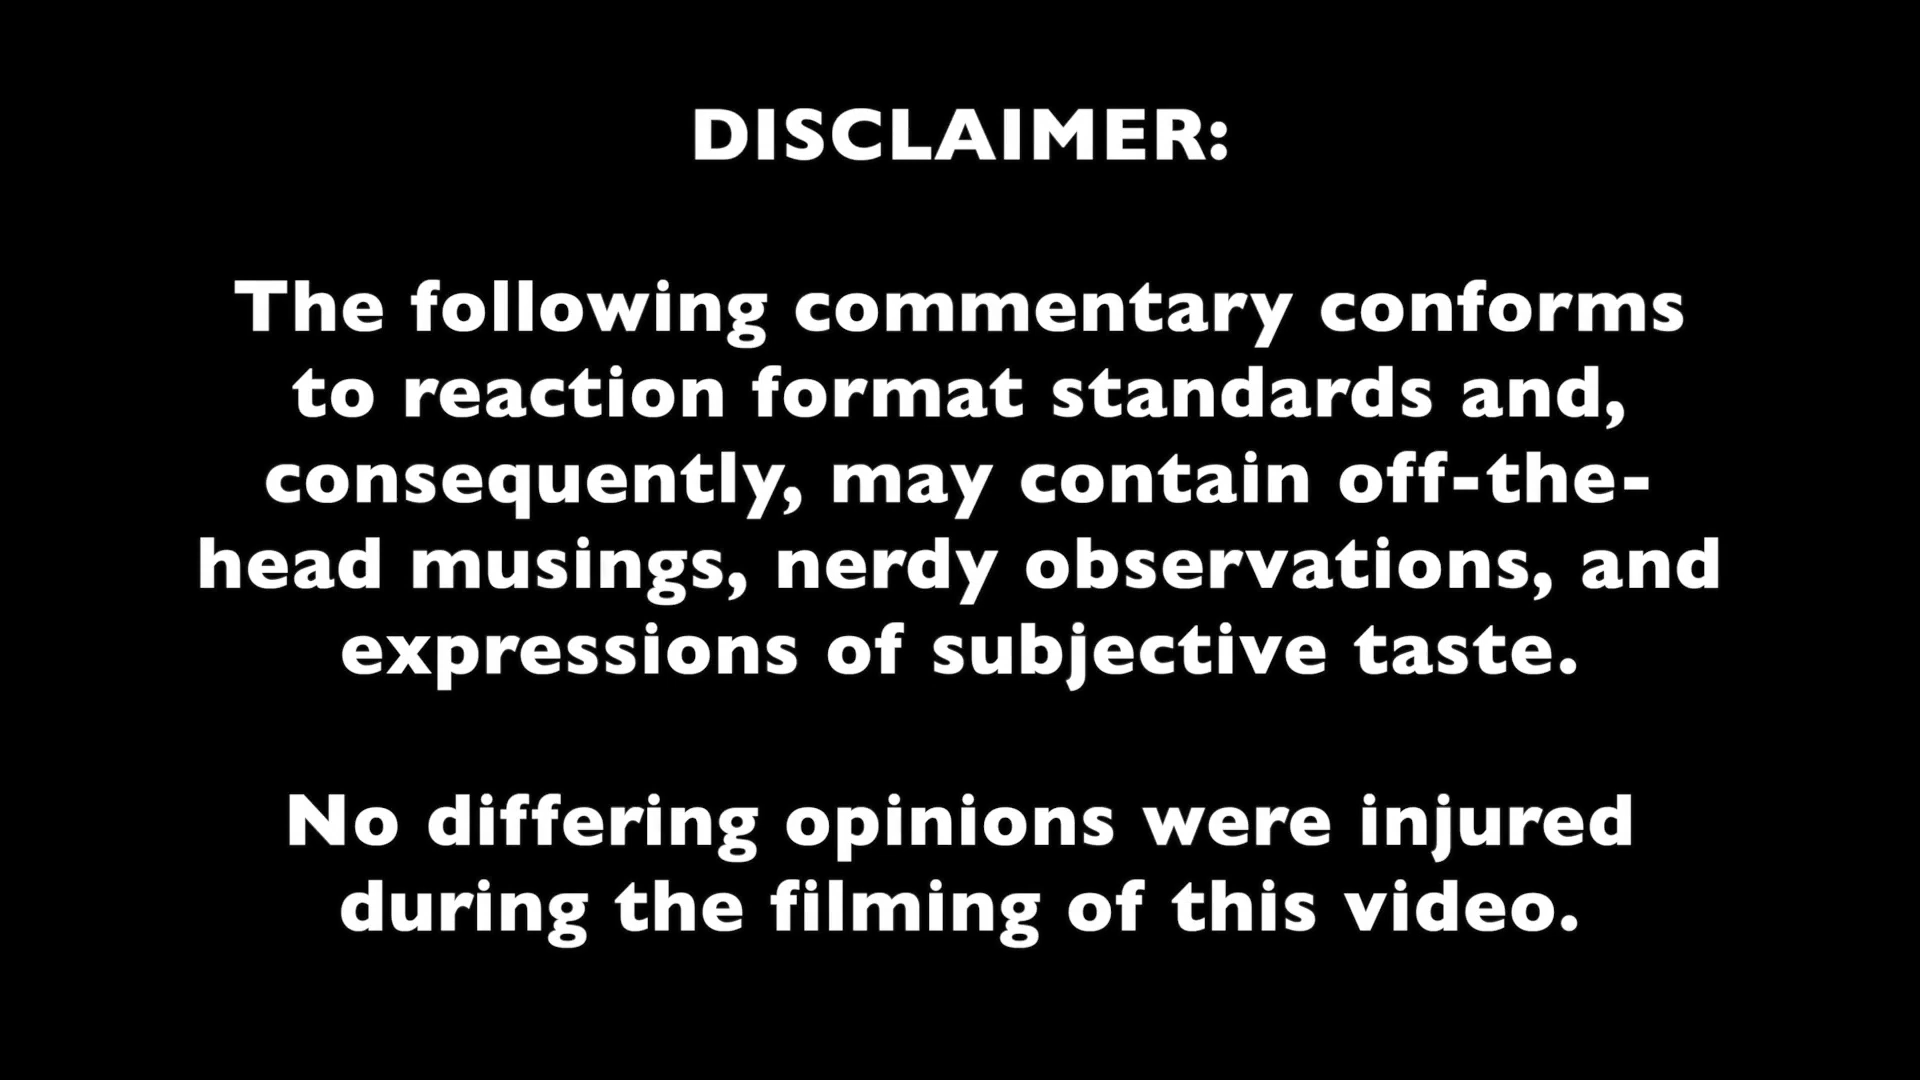 DISCLAIMER:
The following commentary conforms
to reaction format standards and,
consequently, may contain off-the-
head musings, nerdy observations, and
expressions of subjective taste.
No differing opinions were injured
during the filming of this video.